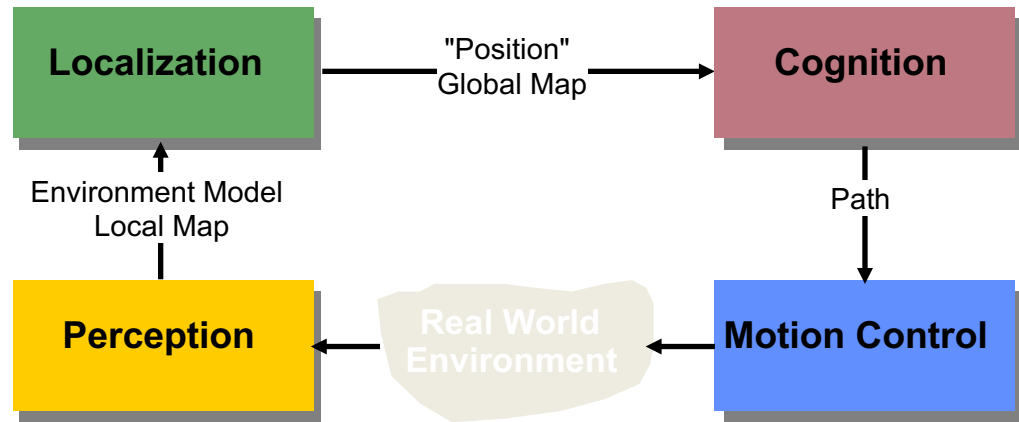 Localization
"Position"
Global Map
Cognition
Environment Model
Local Map
Path
Perception
Real World
Environment
Motion Control